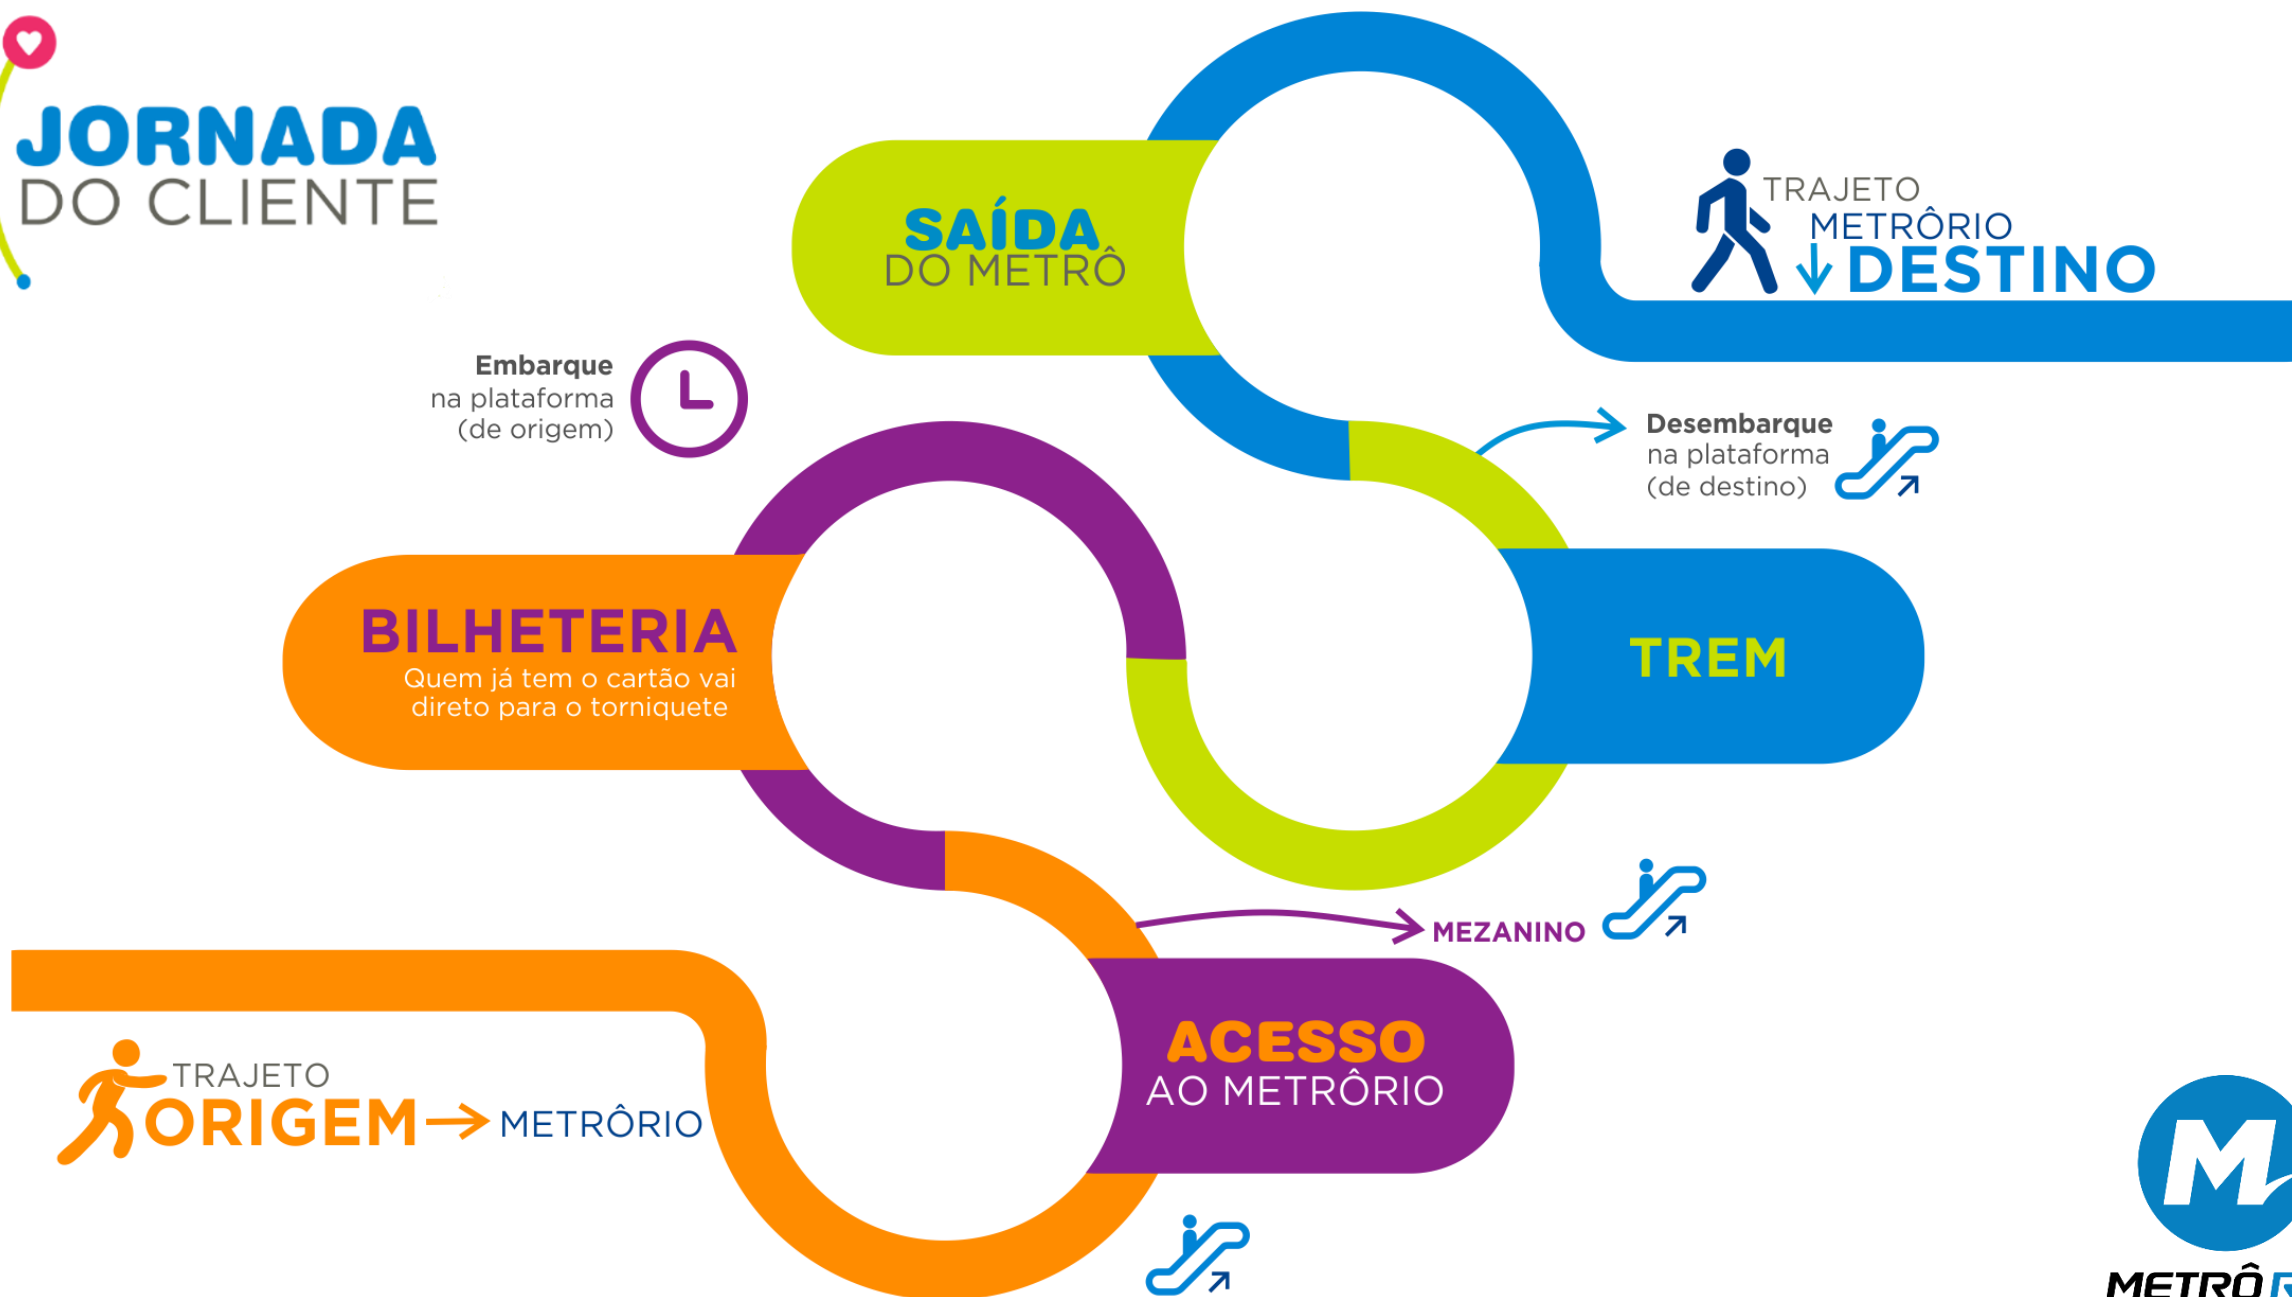 JORNADA
DO CLIENTE
SAÍDA
DO METRÔ
TRAJETO
METRÔRIO
DESTINO
Embarque
na plataforma
(de origem)
Desembarque
na plataforma
(de destino)
BILHETERIA
Quem já tem o cartão vai
direto para o torniquete
TREM
MEZANINO
ACESSO
AO METRÔRIO
TRAJETO
ORIGEM
METRÔRIO
M
METRÔ